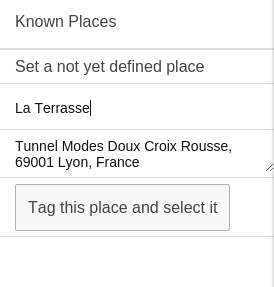 Known Places
Set a not yet defined place
La Terrasse
Tunnel Modes Doux Croix Rousse,
69001 Lyon, France
Tag this place and select it